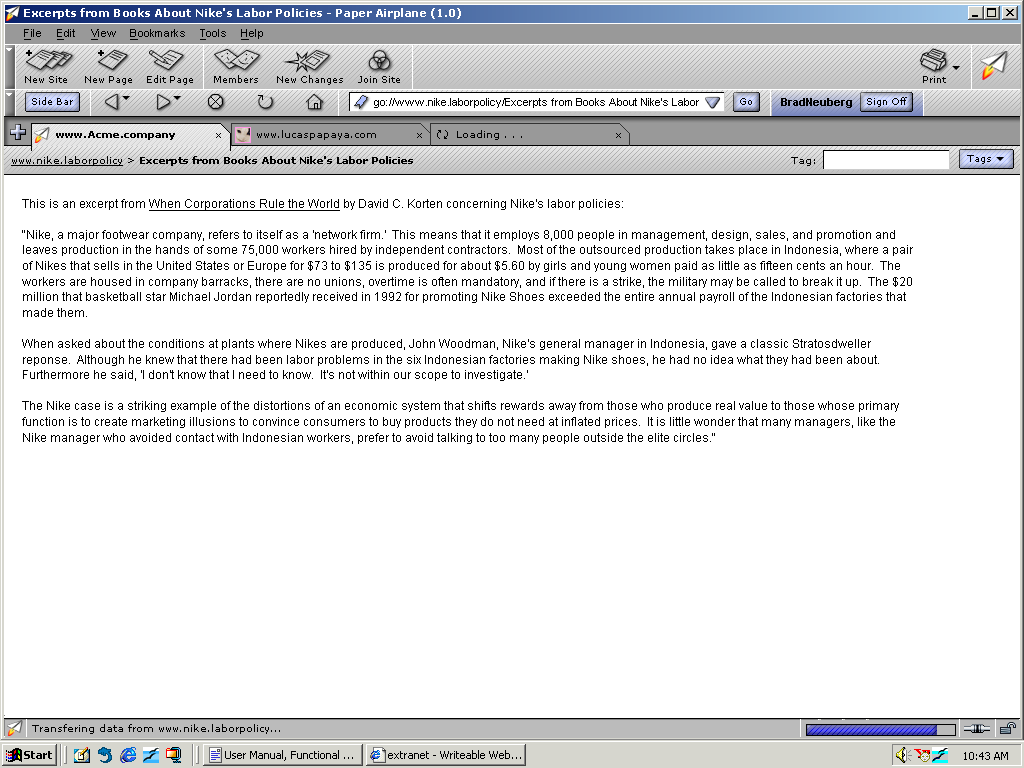 Excerpts from Books About Nike's Labor Policies - Paper Airplane (1.0)
File Edit View Bookmarks Tools Help
New Site New Page Edit Page Members New Changes Join Site Print
Side Bar go://www.nike.laborpolicy/Excerpts from Books About Nike's Labor Go BradNeuberg Sign Off
www.Acme.company x www.lucaspapaya.com x Loading . . . x
www.nike.laborpolicy > Excerpts from Books About Nike's Labor Policies Tag: Tags
This is an excerpt from When Corporations Rule the World by David C. Korten concerning Nike's labor policies:
"Nike, a major footwear company, refers to itself as a 'network firm.' This means that it employs 8,000 people in management, design, sales, and promotion and
leaves production in the hands of some 75,000 workers hired by independent contractors. Most of the outsourced production takes place in Indonesia, where a pair
of Nikes that sells in the United States or Europe for $73 to $135 is produced for about $5.60 by girls and young women paid as little as fifteen cents an hour. The
workers are housed in company barracks, there are no unions, overtime is often mandatory, and if there is a strike, the military may be called to break it up. The $20
million that basketball star Michael Jordan reportedly received in 1992 for promoting Nike Shoes exceeded the entire annual payroll of the Indonesian factories that
made them.
When asked about the conditions at plants where Nikes are produced, John Woodman, Nike's general manager in Indonesia, gave a classic Stratosdweller
reponse. Although he knew that there had been labor problems in the six Indonesian factories making Nike shoes, he had no idea what they had been about.
Furthermore he said, 'I don't know that I need to know. It's not within our scope to investigate.'
The Nike case is a striking example of the distortions of an economic system that shifts rewards away from those who produce real value to those whose primary
function is to create marketing illusions to convince consumers to buy products they do not need at inflated prices. It is little wonder that many managers, like the
Nike manager who avoided contact with Indonesian workers, prefer to avoid talking to too many people outside the elite circles."
Transfering data from www.nike.laborpolicy...
Start User Manual, Functional ... extranet - Writeable Web... 10:43 AM